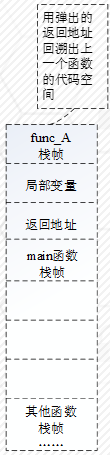 用弹出的
返回地址
回溯出上
一个函数
的代码空
间
func_A
栈帧
局部变量
返回地址
main函数
栈帧
其他函数
栈帧
……